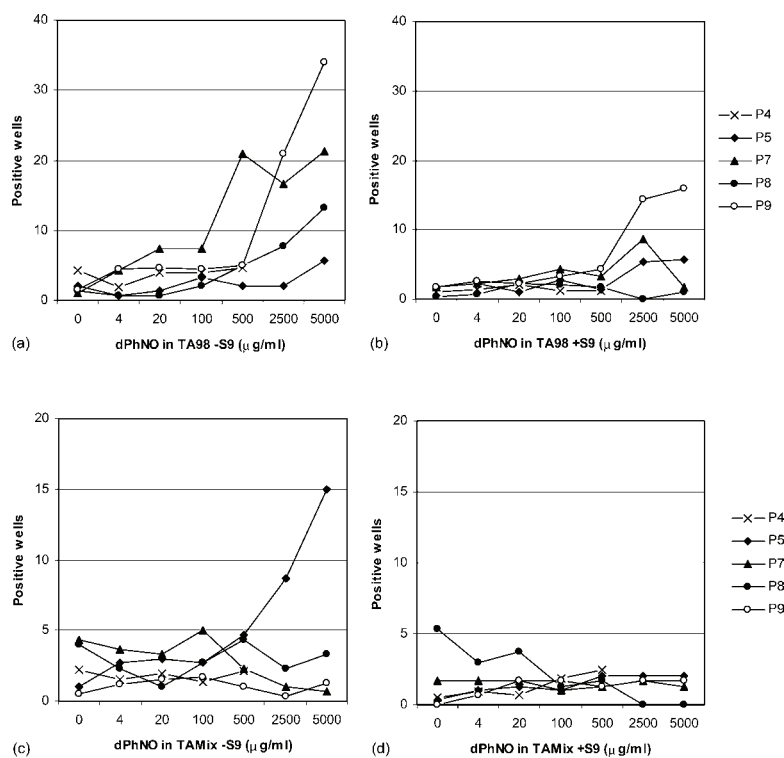 40
30
20
10
0
Positive wells
0 4 20 100 500 2500 5000
(a) dPhNO in TA98 -S9 (μ g/ml)
40
30
20
10
0
Positive wells
0 4 20 100 500 2500 5000
(b) dPhNO in TA98 +S9 (μ g/ml)
P4
P5
P7
P8
P9
20
15
10
5
0
Positive wells
0 4 20 100 500 2500 5000
(c) dPhNO in TAMix -S9 (μ g/ml)
20
15
10
5
0
Positive wells
0 4 20 100 500 2500 5000
(d) dPhNO in TAMix +S9 (μ g/ml)
P4
P5
P7
P8
P9